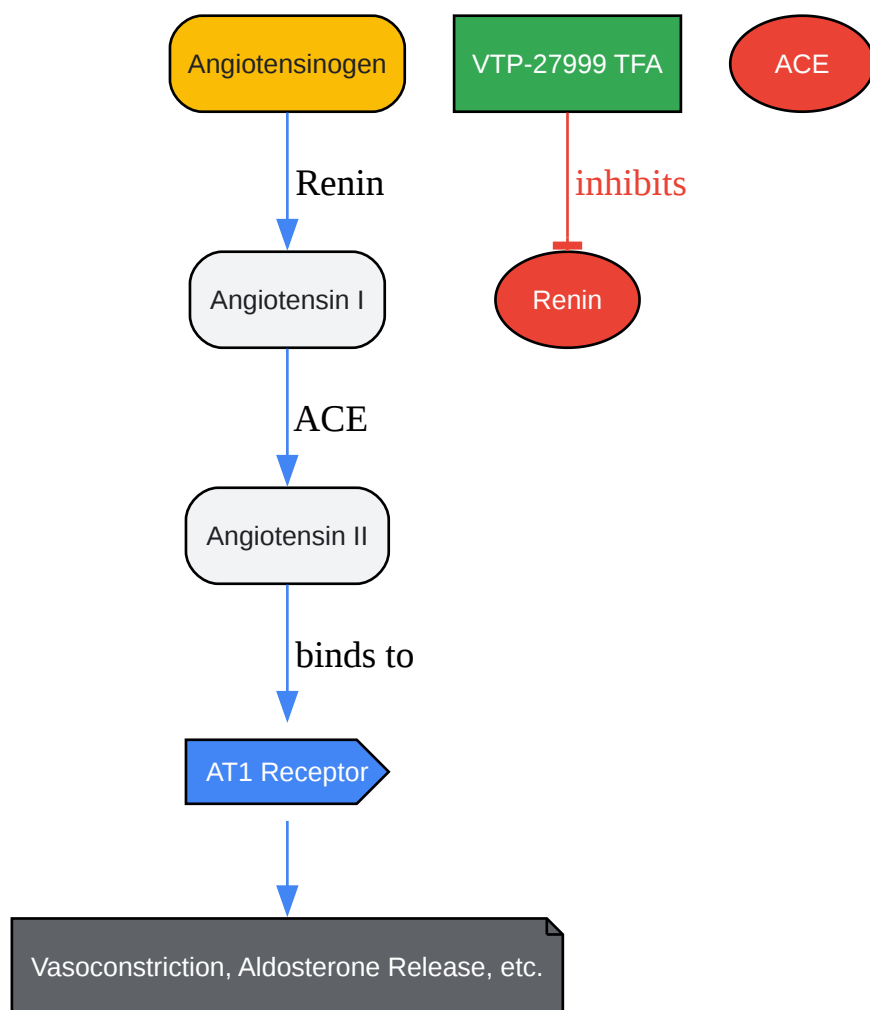 Angiotensinogen
VTP-27999 TFA
ACE
Renin
inhibits
Angiotensin I
Renin
ACE
Angiotensin II
binds to
AT1 Receptor
Vasoconstriction, Aldosterone Release, etc.